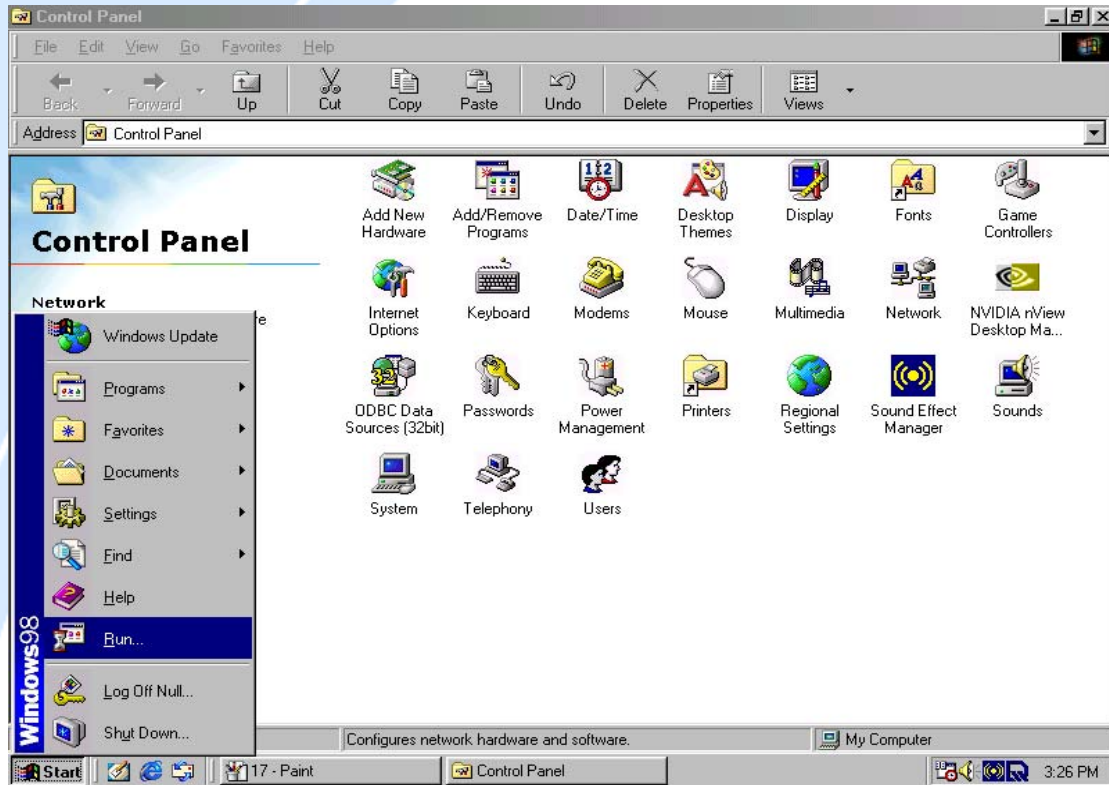 Control Panel
File Edit View Go Favorites Help
Back Forward Up Cut Copy Paste Undo Delete Properties Views
Address Control Panel
Control Panel
Network
re
Add New Hardware
Add/Remove Programs
Date/Time
Desktop Themes
Display
Fonts
Game Controllers
Internet Options
Keyboard
Modems
Mouse
Multimedia
Network
NVIDIA nView Desktop Ma...
ODBC Data Sources (32bit)
Passwords
Power Management
Printers
Regional Settings
Sound Effect Manager
Sounds
System
Telephony
Users
Windows Update
Programs
Favorites
Documents
Settings
Find
Help
Run...
Log Off Null...
Shut Down...
Windows98
Configures network hardware and software.
My Computer
Start
17 - Paint
Control Panel
3:26 PM